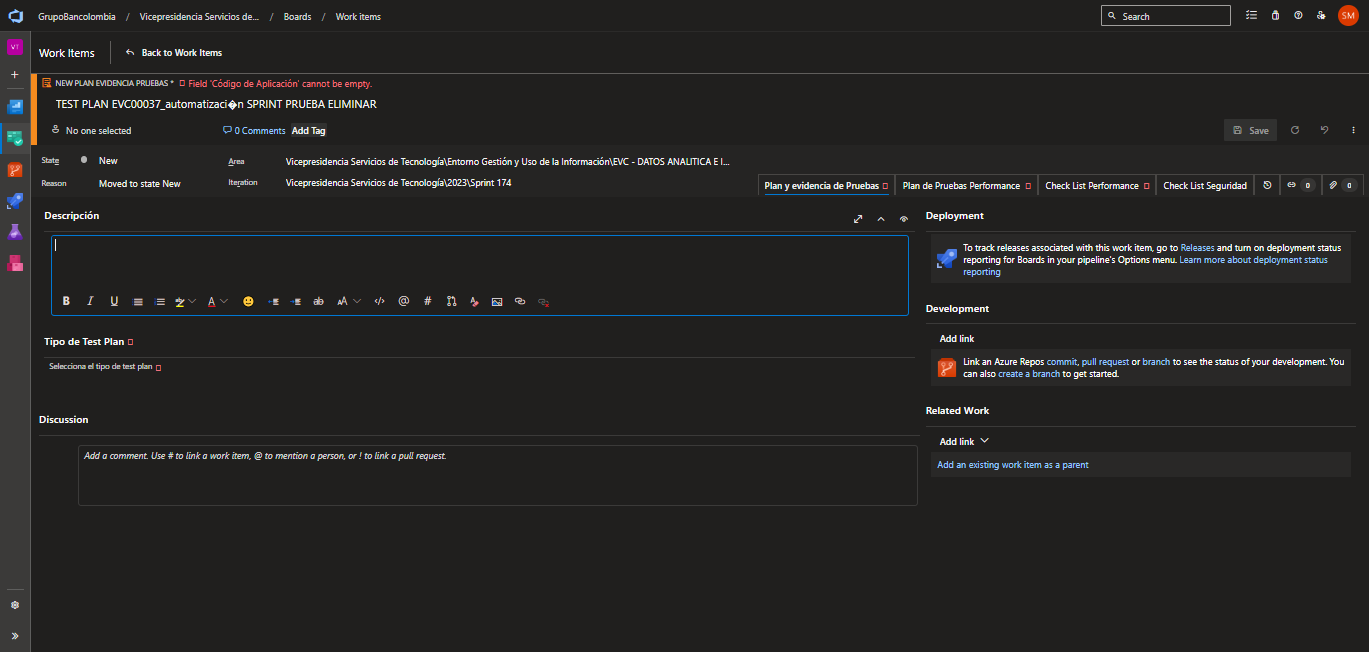 GrupoBancolombia / Vicepresidencia Servicios de... / Boards / Work items
Search
SM
VT
Work Items
Back to Work Items
NEW PLAN EVIDENCIA PRUEBAS * Field 'Código de Aplicación' cannot be empty.
TEST PLAN EVC00037_automatizaci�n SPRINT PRUEBA ELIMINAR
No one selected
0 Comments
Add Tag
Save
State
New
Area
Vicepresidencia Servicios de Tecnología\Entorno Gestión y Uso de la Información\EVC - DATOS ANALITICA E I...
Reason
Moved to state New
Iteration
Vicepresidencia Servicios de Tecnología\2023\Sprint 174
Plan y evidencia de Pruebas
Plan de Pruebas Performance
Check List Performance
Check List Seguridad
0
0
Descripción
B I U
A
ab
AA
</>
@
#
Tipo de Test Plan
Selecciona el tipo de test plan
Discussion
Add a comment. Use # to link a work item, @ to mention a person, or ! to link a pull request.
Deployment
To track releases associated with this work item, go to Releases and turn on deployment status
reporting for Boards in your pipeline's Options menu. Learn more about deployment status
reporting
Development
Add link
Link an Azure Repos commit, pull request or branch to see the status of your development. You
can also create a branch to get started.
Related Work
Add link
Add an existing work item as a parent